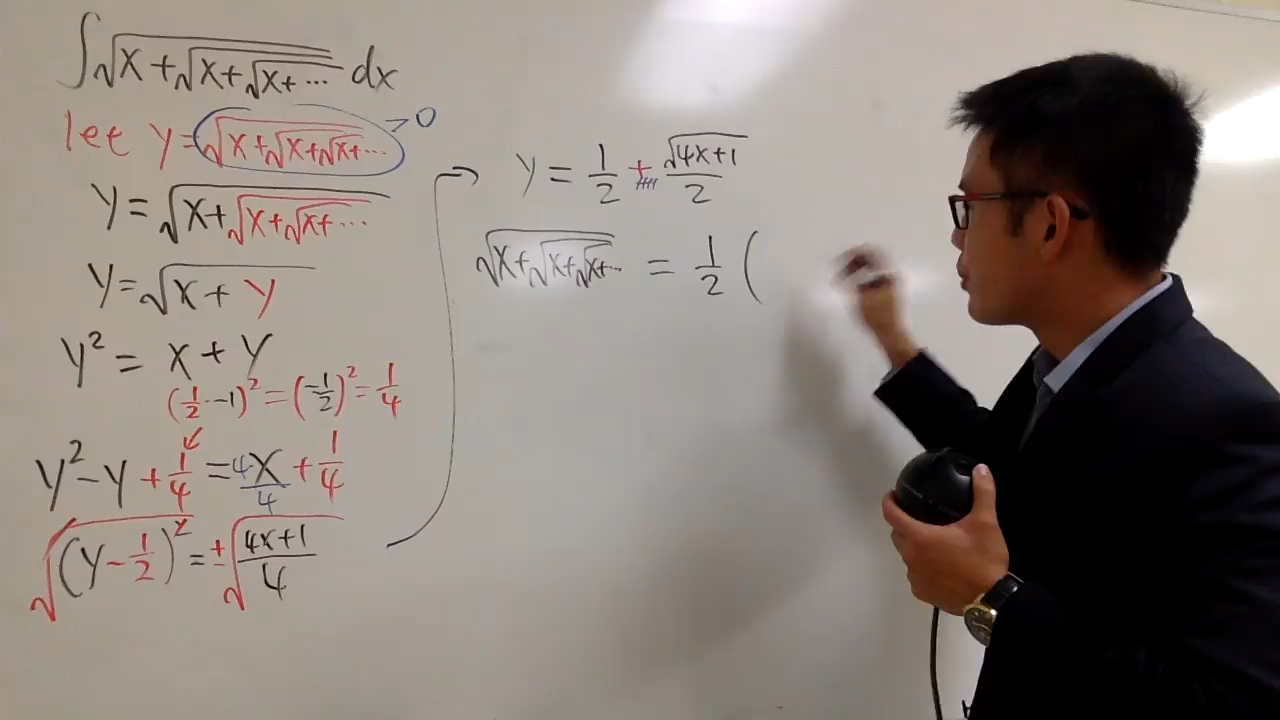 ∫√(x+√(x+√(x+⋯ dx
let y=√(x+√(x+√(x+⋯ >0
y=√(x+√(x+√(x+⋯
y=√(x+y)
y²= x+y
(1/2·-1)²=(-1/2)²=1/4
y²-y+1/4=4x/4+1/4
√(y-1/2)²=±√((4x+1)/4)
y=1/2+√(4x+1)/2
√(x+√(x+√(x+⋯ = 1/2(